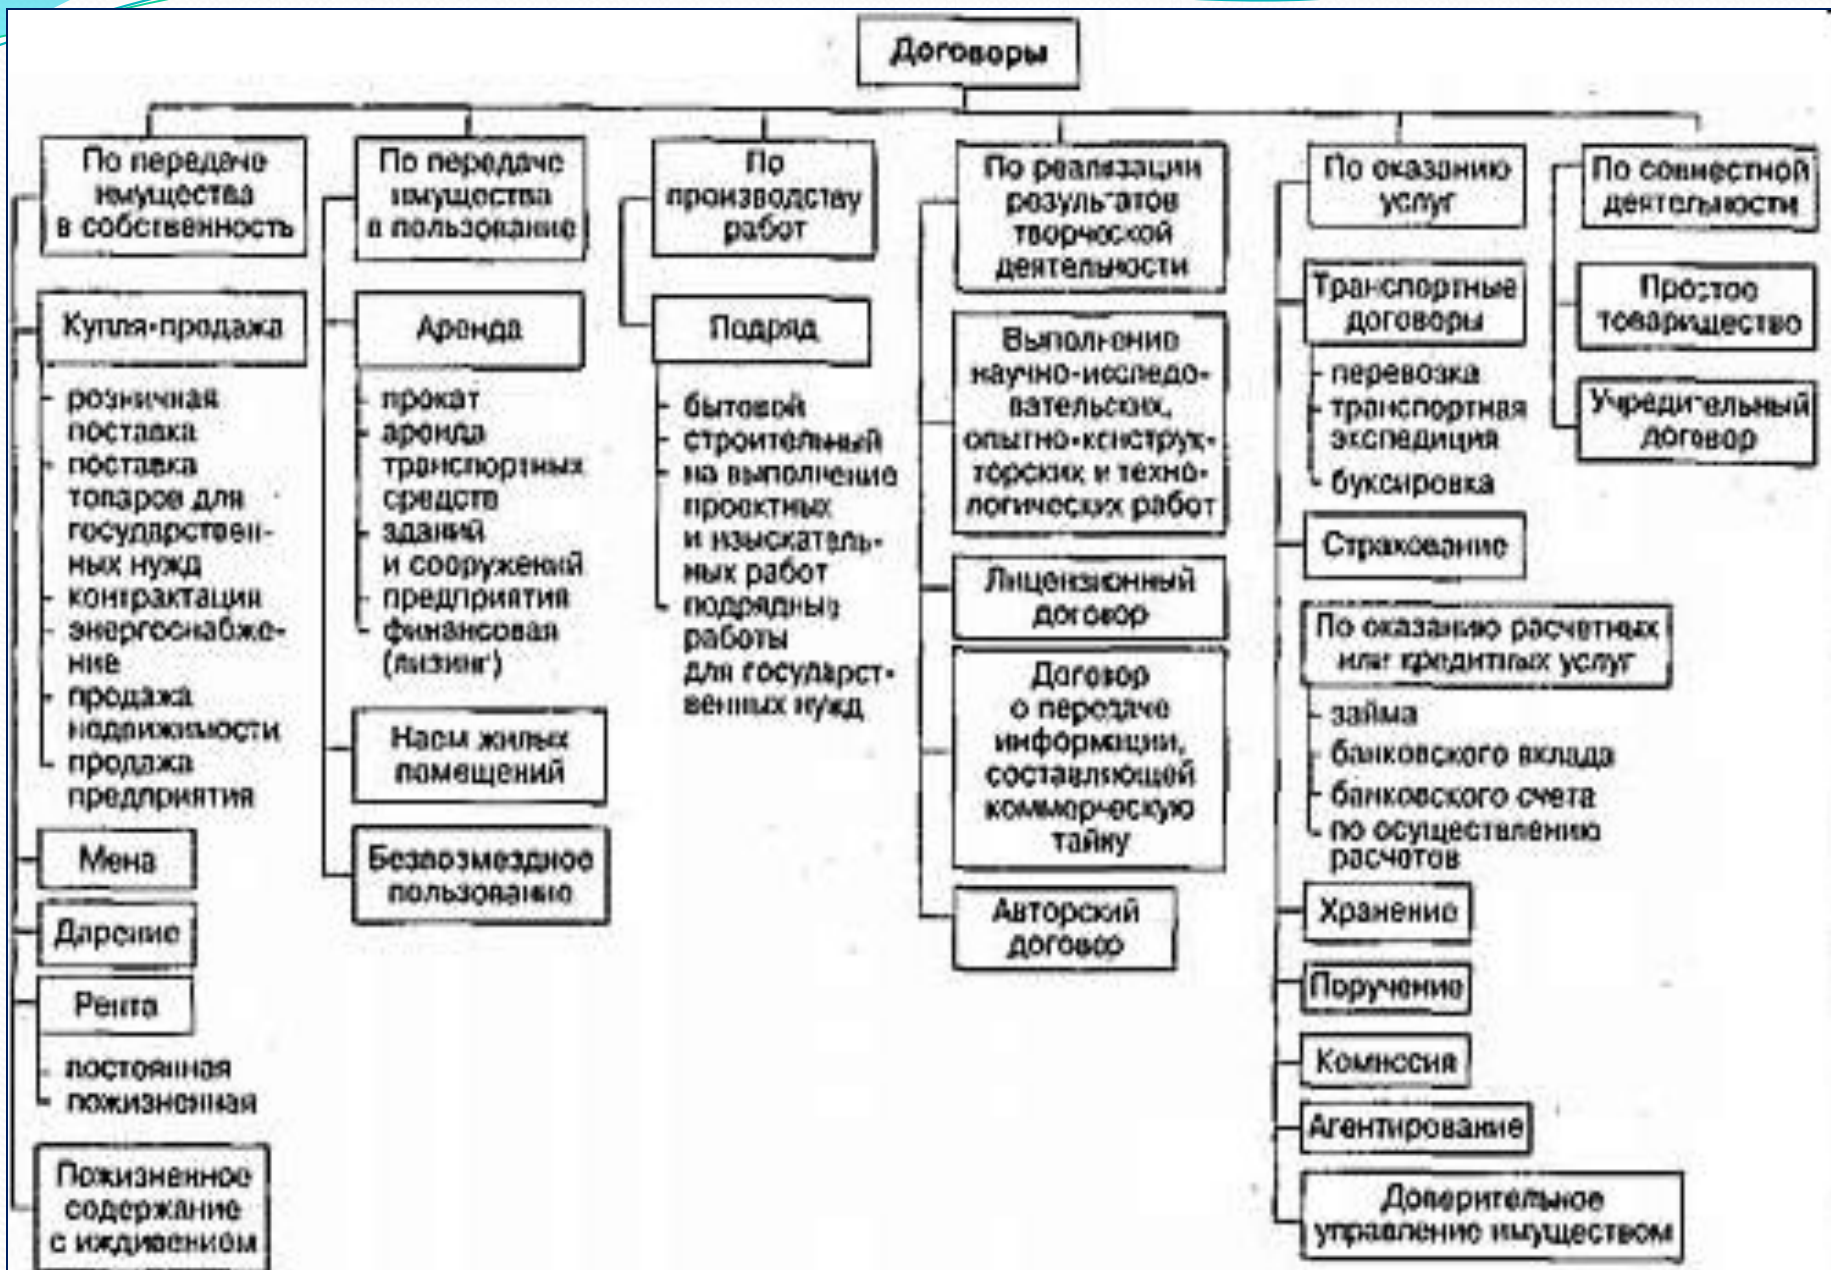 Договоры
По передаче
имущества
в собственность
Купля-продажа
розничная
поставка
поставка
товаров для
государствен-
ных нужд
контрактация
энергоснабже-
ние
продажа
недвижимости
продажа
предприятия
Мена
Дарение
Рента
постоянная
пожизненная
Пожизненное
содержание
с иждивением
По передаче
имущества
в пользование
Аренда
прокат
аренда
транспортных
средств
зданий
и сооружений
предприятия
финансовая
(лизинг)
Наем жилых
помещений
Безвозмездное
пользование
По
производству
работ
Подряд
бытовой
строительный
на выполнение
проектных
и изыскатель-
ных работ
подрядные
работы
для государст-
венных нужд
По реализации
результатов
творческой
деятельности
Выполнение
научно-исследо-
вательских,
опытно-конструк-
торских и техно-
логических работ
Лицензионный
договор
Договор
о передаче
информации,
составляющей
коммерческую
тайну
Авторский
договор
По оказанию
услуг
Транспортные
договоры
перевозка
транспортная
экспедиция
буксировка
Страхование
По оказанию расчетных
или кредитных услуг
займа
банковского вклада
банковского счета
по осуществлению
расчетов
Хранение
Поручение
Комиссия
Агентирование
Доверительное
управление имуществом
По совместной
деятельности
Простое
товарищество
Учредительный
договор